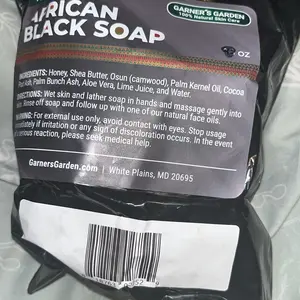 AFRICAN
BLACK SOAP
GARNER'S GARDEN
100% Natural Skin Care
OZ
INGREDIENTS: Honey, Shea Butter, Osun (camwood), Palm Kernel Oil, Cocoa
Pod Ash, Palm Bunch Ash, Aloe Vera, Lime Juice, and Water.
DIRECTIONS: Wet skin and lather soap in hands and massage gently into
Rinse off soap and follow up with one of our natural face oils.
WARNING: For external use only, avoid contact with eyes. Stop usage
if irritation or any sign of discoloration occurs. In the event
reaction, please seek medical help.
GarnersGarden.com | White Plains, MD 20695